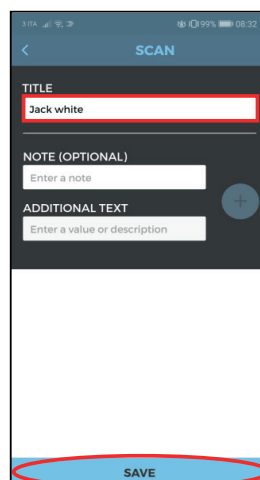 3 ITA 99% 08:32
SCAN
TITLE
Jack white
NOTE (OPTIONAL)
Enter a note
ADDITIONAL TEXT
Enter a value or description
SAVE